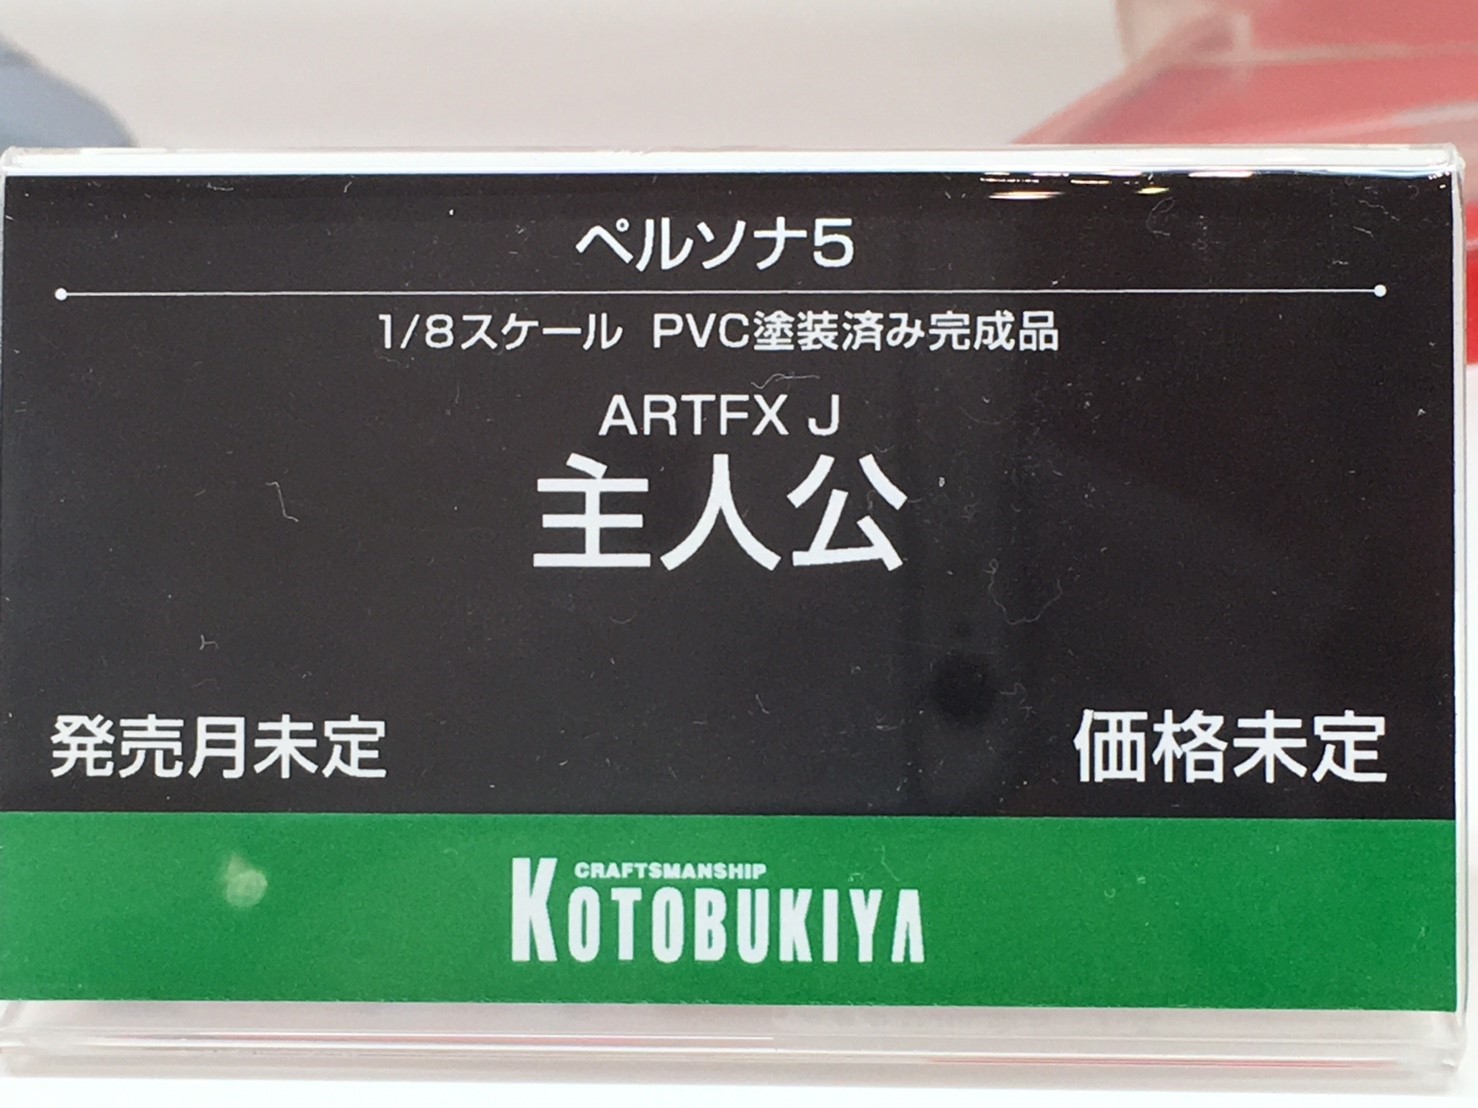 ペルソナ5
1/8スケール PVC塗装済み完成品
ARTFX J
主人公
発売月未定 価格未定
CRAFTSMANSHIP
KOTOBUKIYA